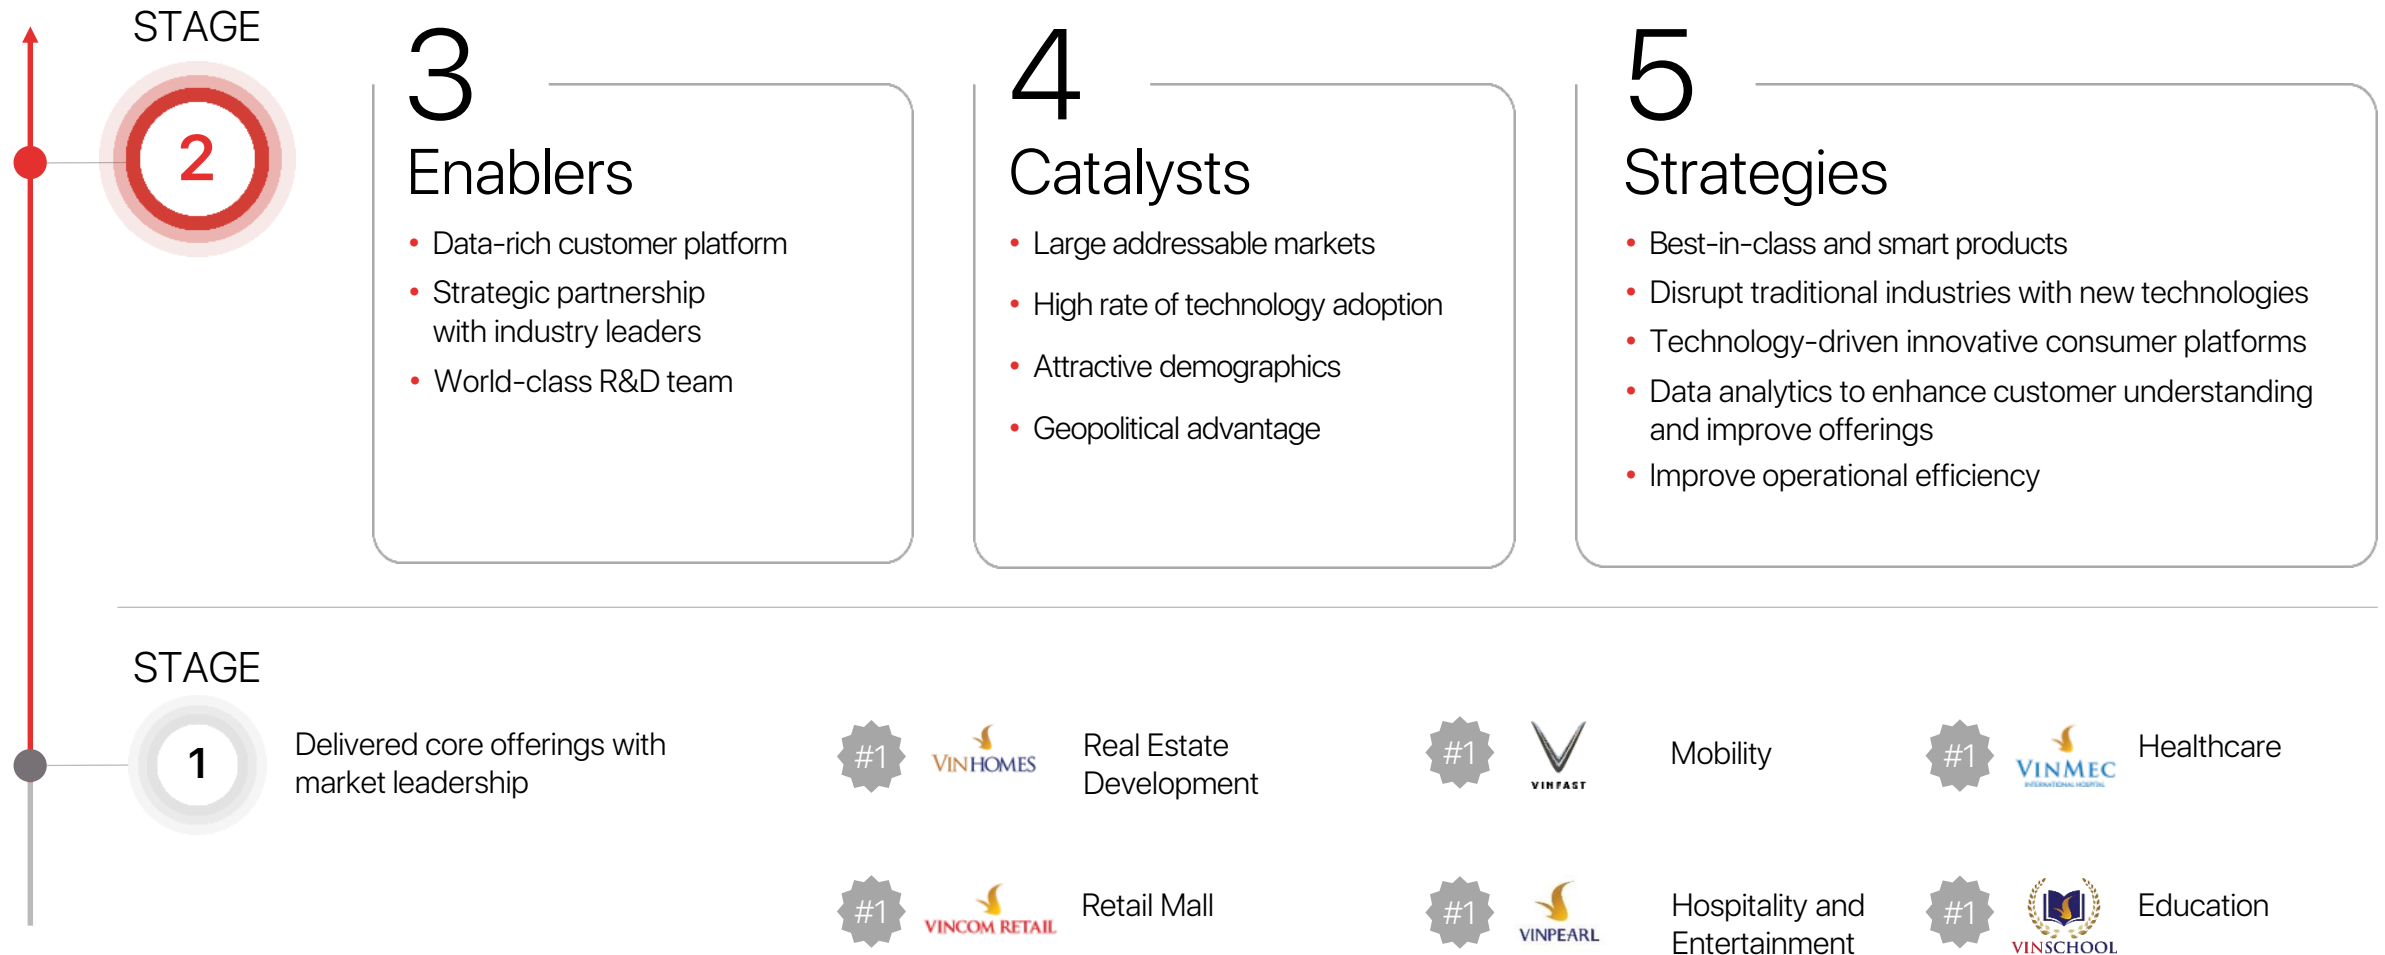 STAGE
2
3
Enablers
• Data-rich customer platform
• Strategic partnership
with industry leaders
• World-class R&D team
4
Catalysts
• Large addressable markets
• High rate of technology adoption
• Attractive demographics
• Geopolitical advantage
5
Strategies
• Best-in-class and smart products
• Disrupt traditional industries with new technologies
• Technology-driven innovative consumer platforms
• Data analytics to enhance customer understanding
and improve offerings
• Improve operational efficiency
STAGE
1
Delivered core offerings with
market leadership
#1
VINHOMES
Real Estate
Development
#1
VINFAST
Mobility
#1
VINMEC
INTERNATIONAL HOSPITAL
Healthcare
#1
VINCOM RETAIL
Retail Mall
#1
VINPEARL
Hospitality and
Entertainment
#1
VINSCHOOL
Education